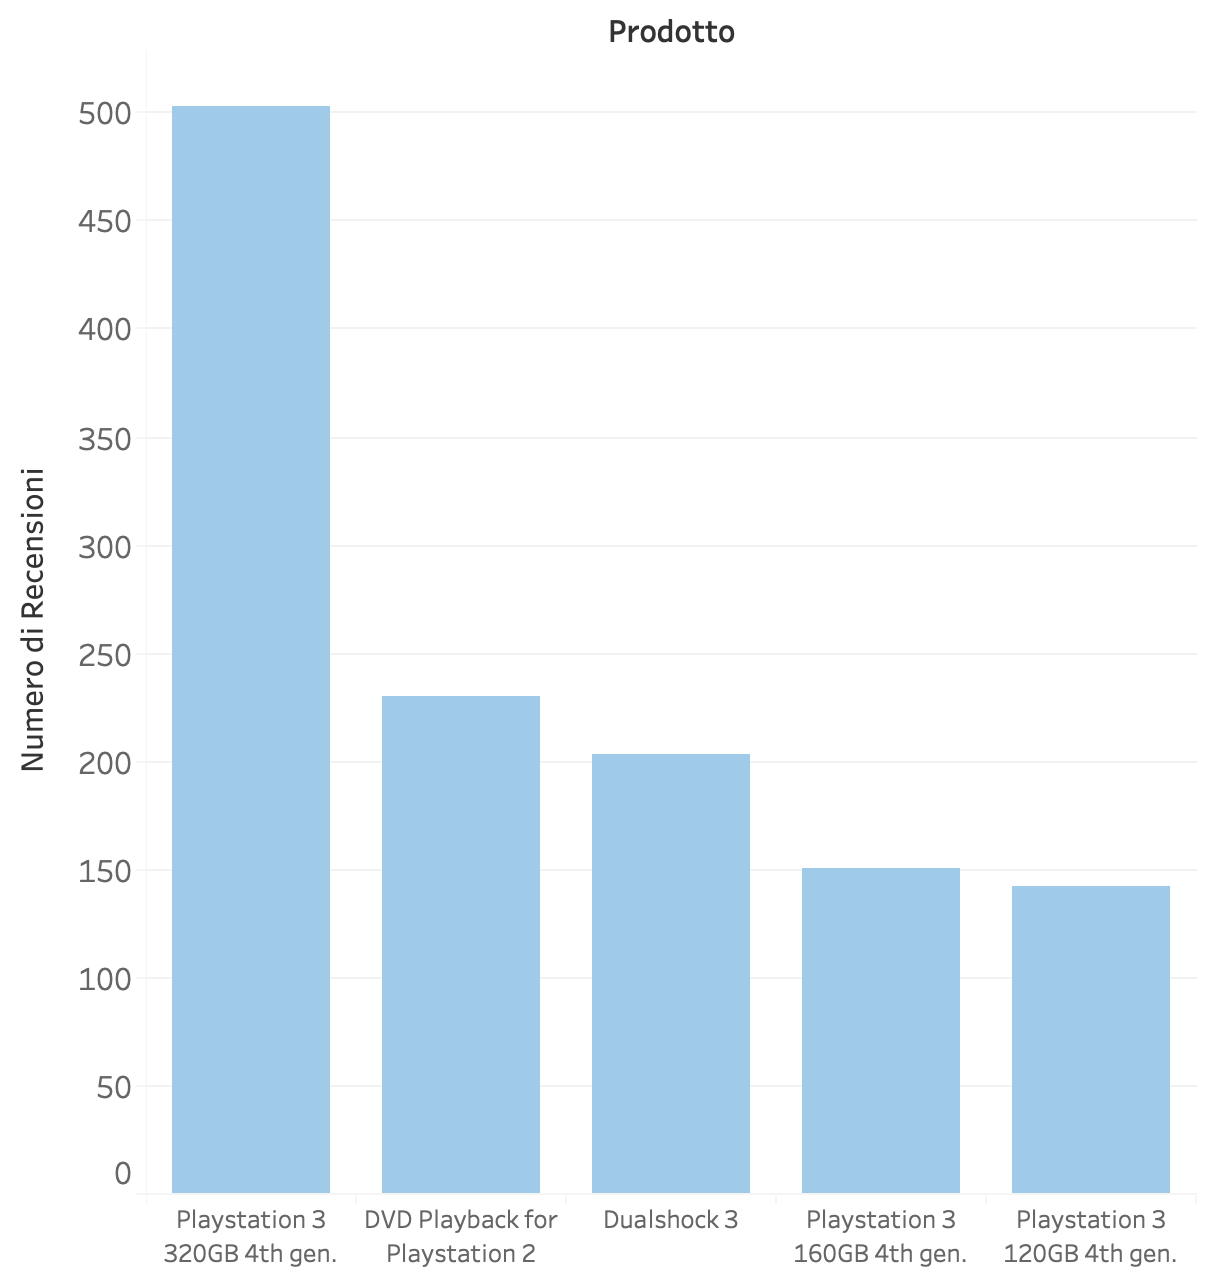 Prodotto
500
450
400
350
300
250
200
150
100
50
0
Numero di Recensioni
Playstation 3
320GB 4th gen.
DVD Playback for
Playstation 2
Dualshock 3
Playstation 3
160GB 4th gen.
Playstation 3
120GB 4th gen.